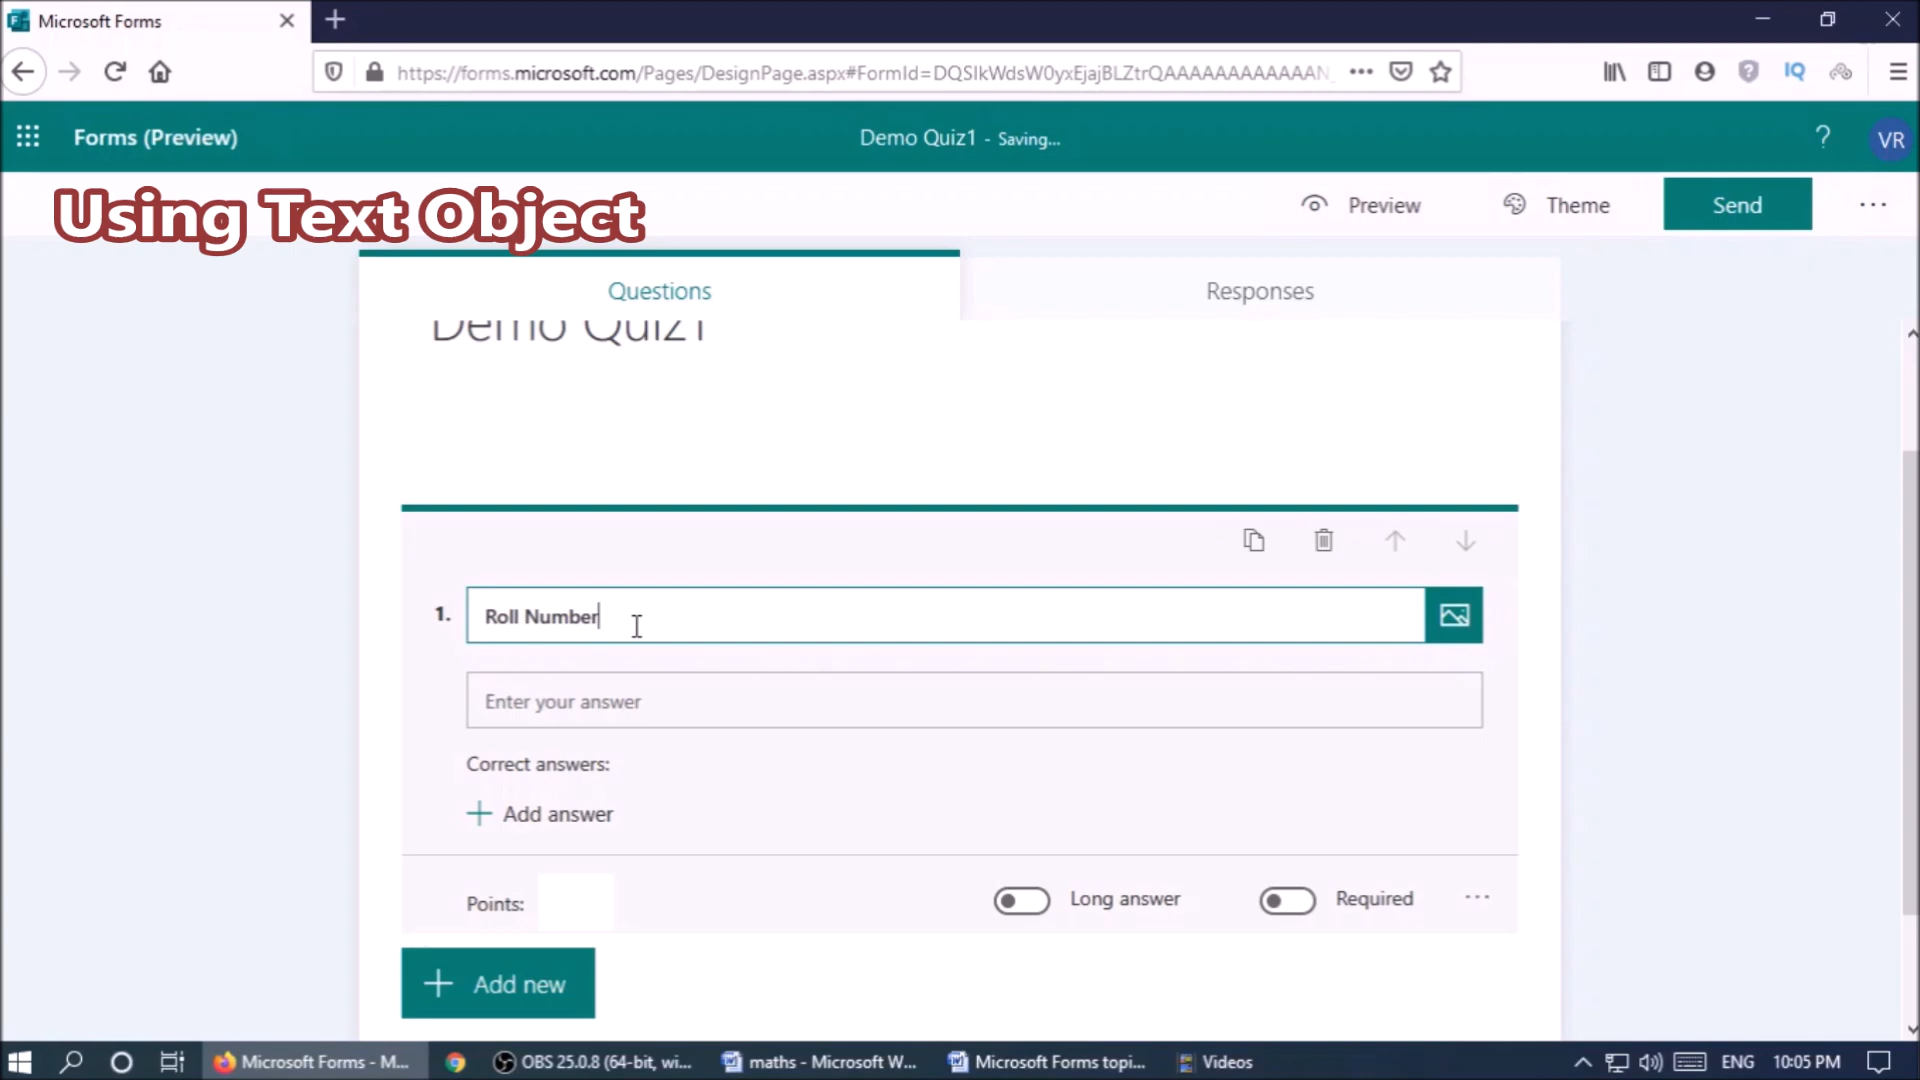 Microsoft Forms
https://forms.microsoft.com/Pages/DesignPage.aspx#FormId=
IQ
Forms (Preview)
Demo Quiz1 - Saving...
?
VR
Using Text Object
Preview
Theme
Send
Questions
Responses
Demo Quiz1
1.
Roll Number
Enter your answer
Correct answers:
Add answer
Points:
Long answer
Required
Add new
Microsoft Forms - M...
OBS 25.0.8 (64-bit, wi...
maths - Microsoft W...
Microsoft Forms topi...
Videos
ENG
10:05 PM